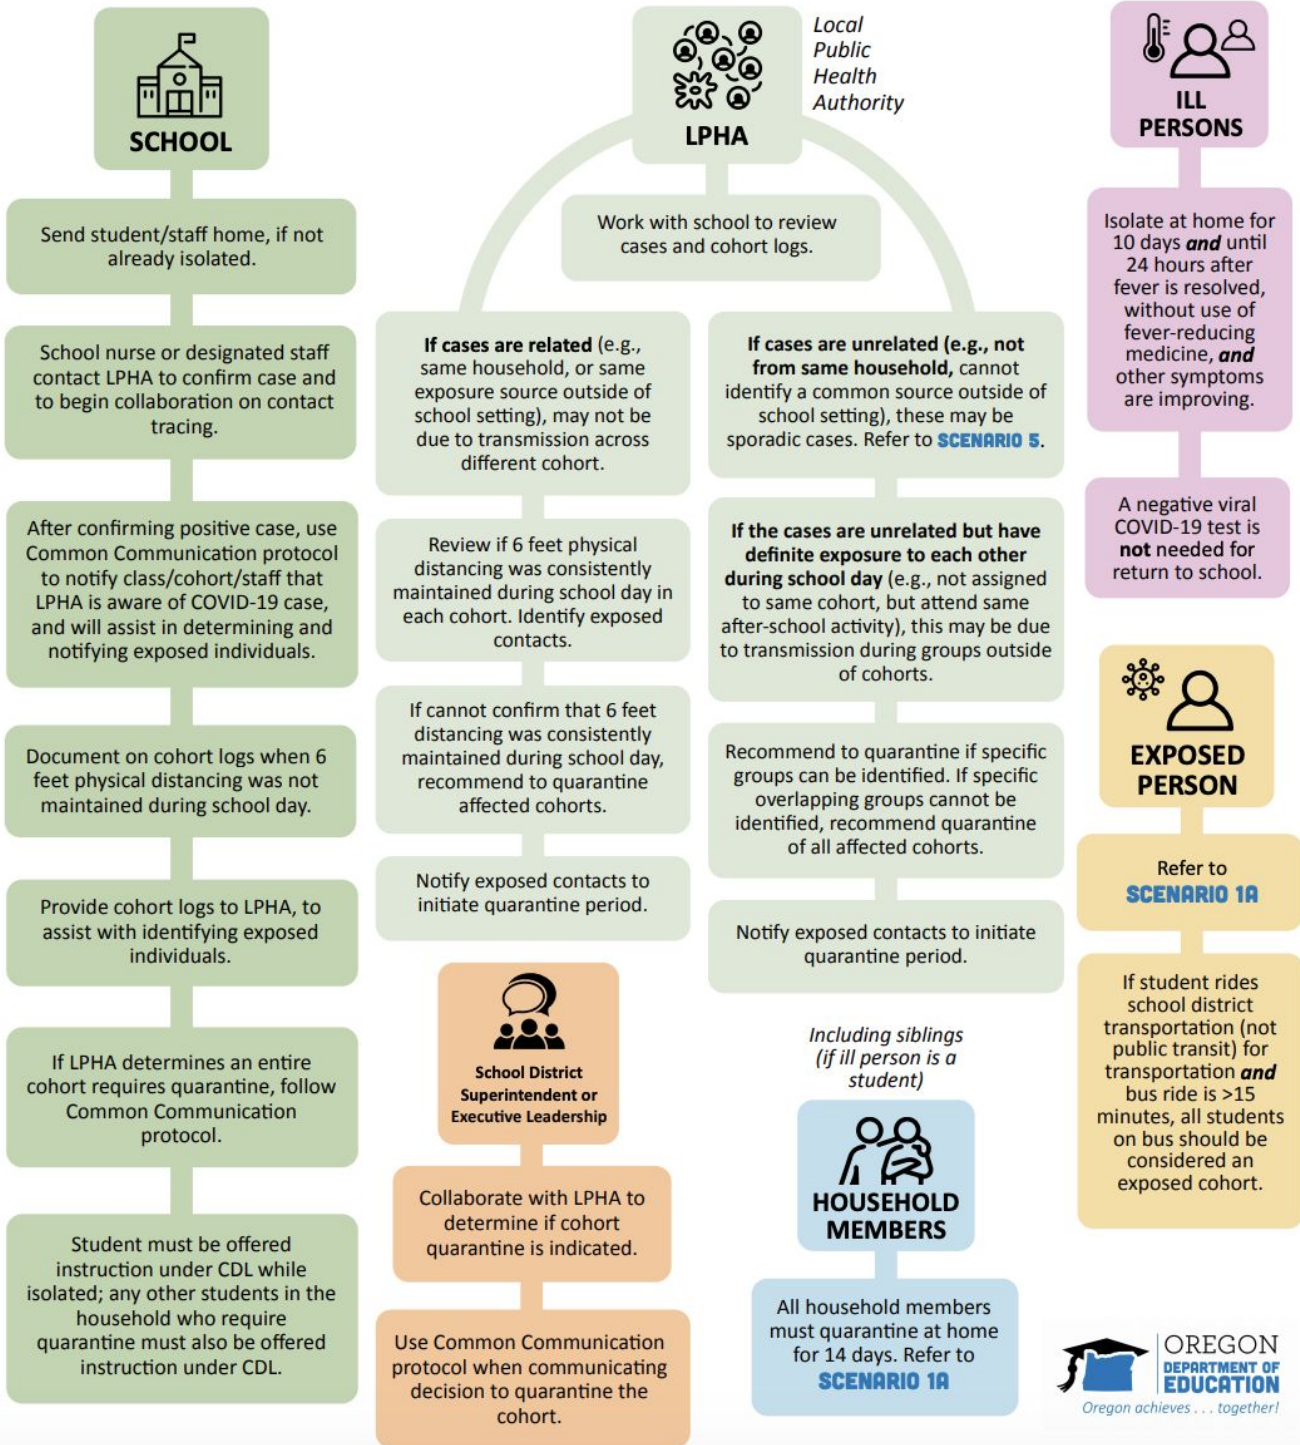 SCHOOL
Send student/staff home, if not
already isolated.
School nurse or designated staff
contact LPHA to confirm case and
to begin collaboration on contact
tracing.
After confirming positive case, use
Common Communication protocol
to notify class/cohort/staff that
LPHA is aware of COVID-19 case,
and will assist in determining and
notifying exposed individuals.
Document on cohort logs when 6
feet physical distancing was not
maintained during school day.
Provide cohort logs to LPHA, to
assist with identifying exposed
individuals.
If LPHA determines an entire
cohort requires quarantine, follow
Common Communication
protocol.
Student must be offered
instruction under CDL while
isolated; any other students in the
household who require
quarantine must also be offered
instruction under CDL.
LPHA
Local
Public
Health
Authority
Work with school to review
cases and cohort logs.
If cases are related (e.g.,
same household, or same
exposure source outside of
school setting), may not be
due to transmission across
different cohort.
Review if 6 feet physical
distancing was consistently
maintained during school day in
each cohort. Identify exposed
contacts.
If cannot confirm that 6 feet
distancing was consistently
maintained during school day,
recommend to quarantine
affected cohorts.
Notify exposed contacts to
initiate quarantine period.
If cases are unrelated (e.g., not
from same household, cannot
identify a common source outside of
school setting), these may be
sporadic cases. Refer to SCENARIO 5.
If the cases are unrelated but have
definite exposure to each other
during school day (e.g., not assigned
to same cohort, but attend same
after-school activity), this may be due
to transmission during groups outside
of cohorts.
Recommend to quarantine if specific
groups can be identified. If specific
overlapping groups cannot be
identified, recommend quarantine
of all affected cohorts.
Notify exposed contacts to initiate
quarantine period.
School District
Superintendent or
Executive Leadership
Collaborate with LPHA to
determine if cohort
quarantine is indicated.
Use Common Communication
protocol when communicating
decision to quarantine the
cohort.
Including siblings
(if ill person is a
student)
HOUSEHOLD
MEMBERS
All household members
must quarantine at home
for 14 days. Refer to
SCENARIO 1A
ILL
PERSONS
Isolate at home for
10 days and until
24 hours after
fever is resolved,
without use of
fever-reducing
medicine, and
other symptoms
are improving.
A negative viral
COVID-19 test is
not needed for
return to school.
EXPOSED
PERSON
Refer to
SCENARIO 1A
If student rides
school district
transportation (not
public transit) for
transportation and
bus ride is >15
minutes, all students
on bus should be
considered an
exposed cohort.
OREGON
DEPARTMENT OF
EDUCATION
Oregon achieves . . . together!